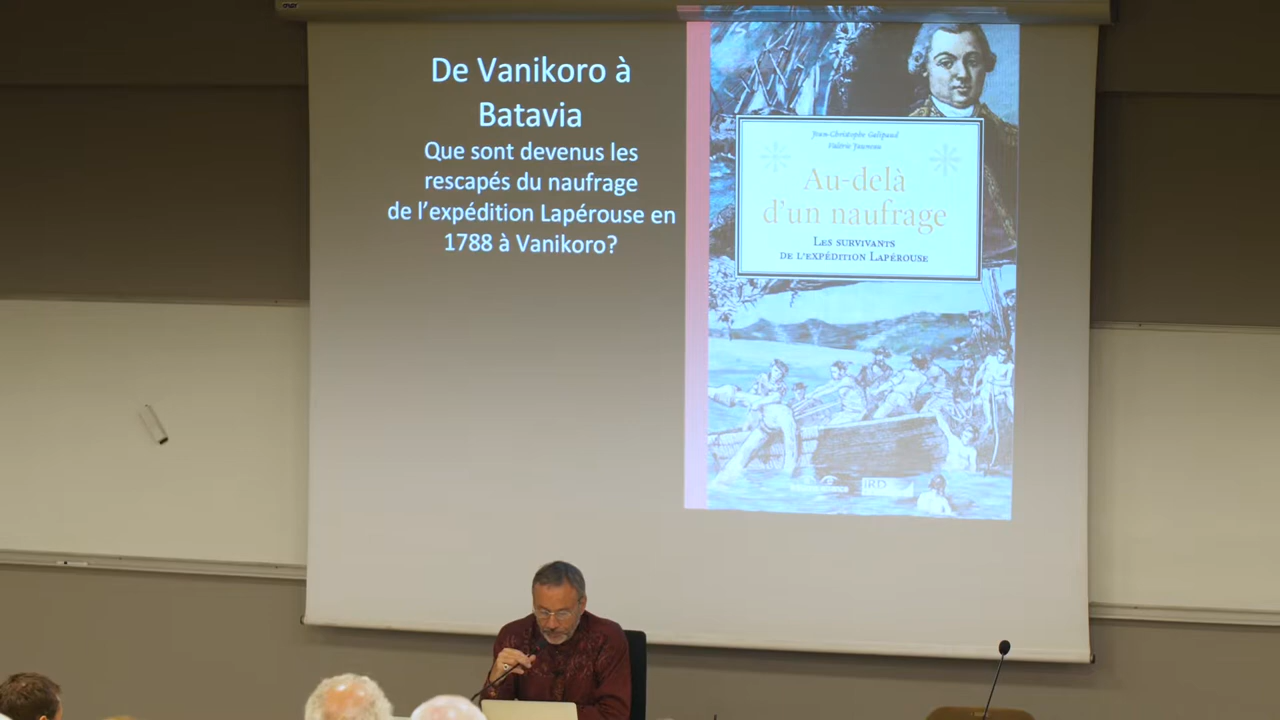 De Vanikoro à
Batavia
Que sont devenus les
rescapés du naufrage
de l'expédition Lapérouse en
1788 à Vanikoro?
Jean-Christophe Galipaud
Valérie Jauneau
Au-delà
d'un naufrage
Les survivants
de l'expédition Lapérouse
IRD